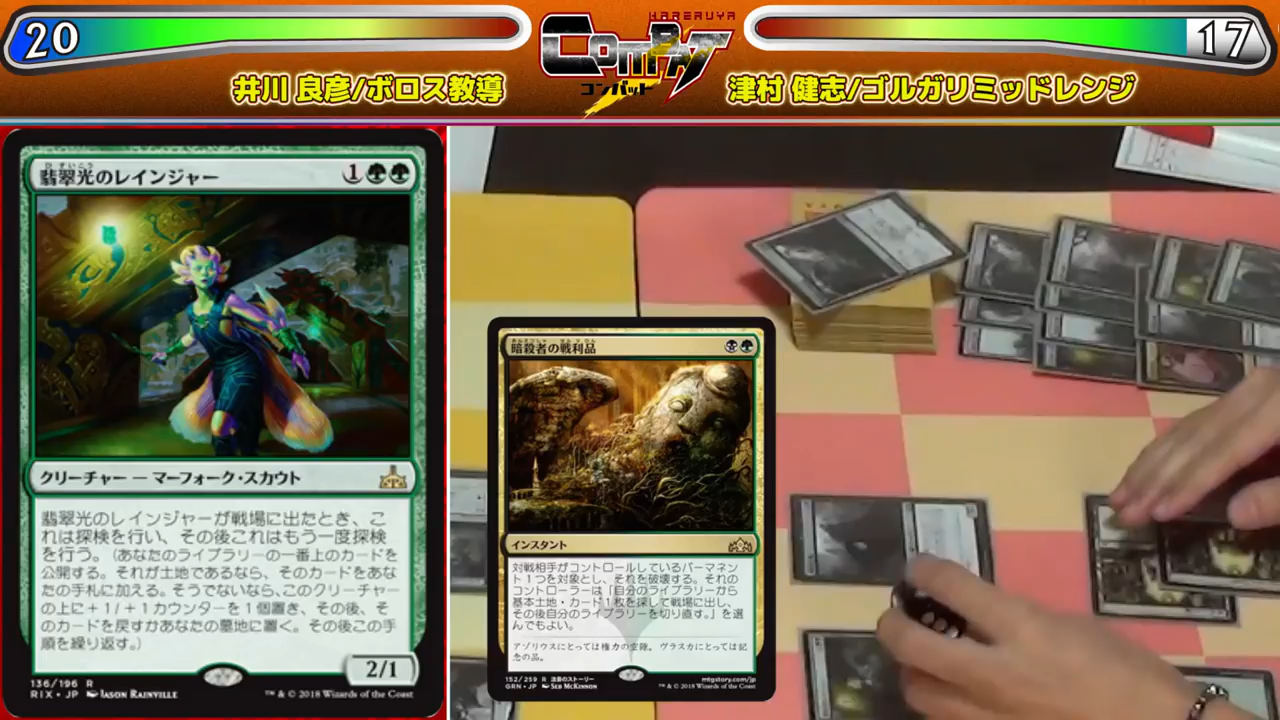 20
HARERUYA
COMBAT
コンバット
17
井川 良彦/ボロス教導
津村 健志/ゴルガリミッドレンジ
ひすいこう
翡翠光のレインジャー
1
クリーチャー — マーフォーク・スカウト
翡翠光のレインジャーが戦場に出たとき、こ
れは探検を行い、その後これはもう一度探検
を行う。(あなたのライブラリーの一番上のカードを
公開する。それが土地であるなら、そのカードをあな
たの手札に加える。そうでないなら、このクリーチャー
の上に+1/+1カウンターを1個置き、その後、そ
のカードを戻すかあなたの墓地に置く。その後この手
順を繰り返す。)
2/1
136/196 R
RIX・JP Jason Rainville
™ & © 2018 Wizards of the Coast
暗殺者の戦利品
インスタント
対戦相手がコントロールしているパーマネン
ト1つを対象とし、それを破壊する。それの
コントローラーは「自分のライブラリーから
基本土地・カード1枚を探して戦場に出し、
その後自分のライブラリーを切り直す。」を選
んでもよい。
アゾリウスにとっては権力の空隙。ヴラスカにとっては記
念の品。
152/259 R 注目のストーリー
GRN・JP Seb McKinnon
mtgstory.com/jp
™ & © 2018 Wizards of the Coast